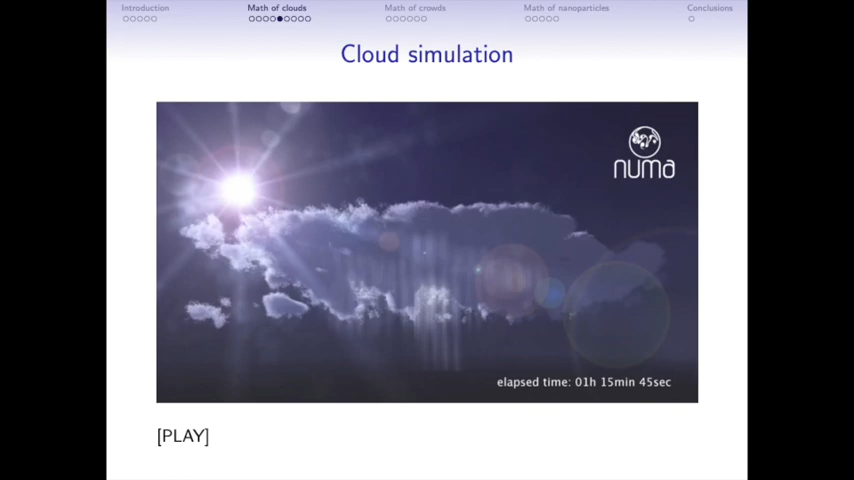 Introduction
Math of clouds
Math of crowds
Math of nanoparticles
Conclusions
Cloud simulation
numa
elapsed time: 01h 15min 45sec
[PLAY]